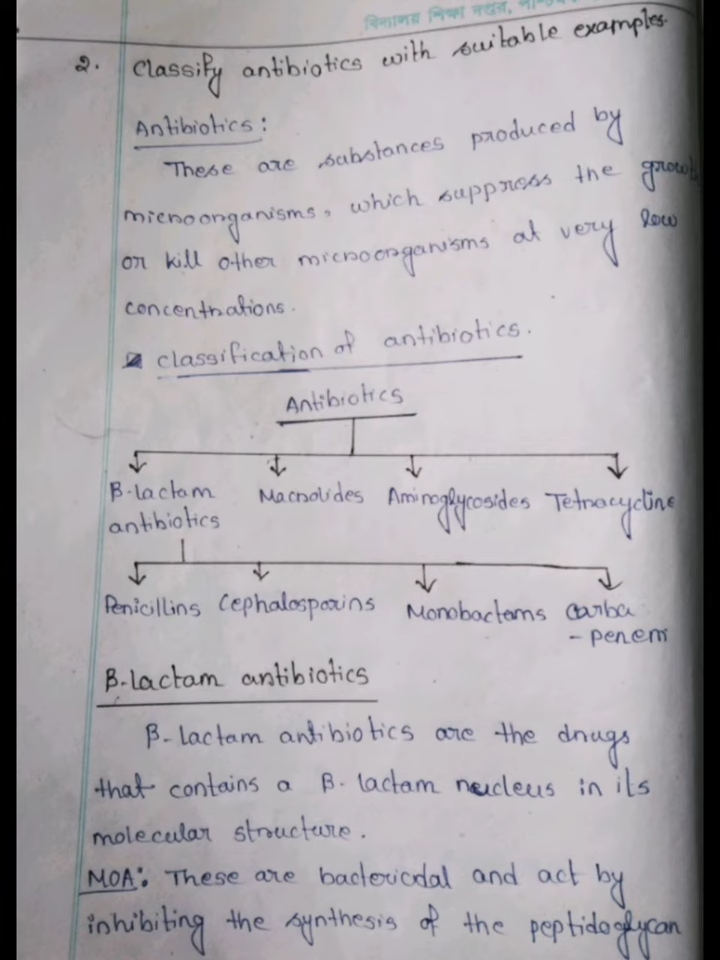 2. Classify antibiotics with suitable examples.
Antibiotics:
These are substances produced by
microorganisms, which suppress the growt
or kill other microorganisms at very low
concentrations.
classification of antibiotics.
Antibiotics
B-lactam antibiotics
Macrolides
Aminoglycosides
Tetracycline
Penicillins
Cephalosporins
Monobactams
carba
-penem
B-lactam antibiotics
B-lactam antibiotics are the drugs
that contains a B-lactam nucleus in its
molecular structure.
MOA: These are bactericdal and act by
inhibiting the synthesis of the peptidoglycan